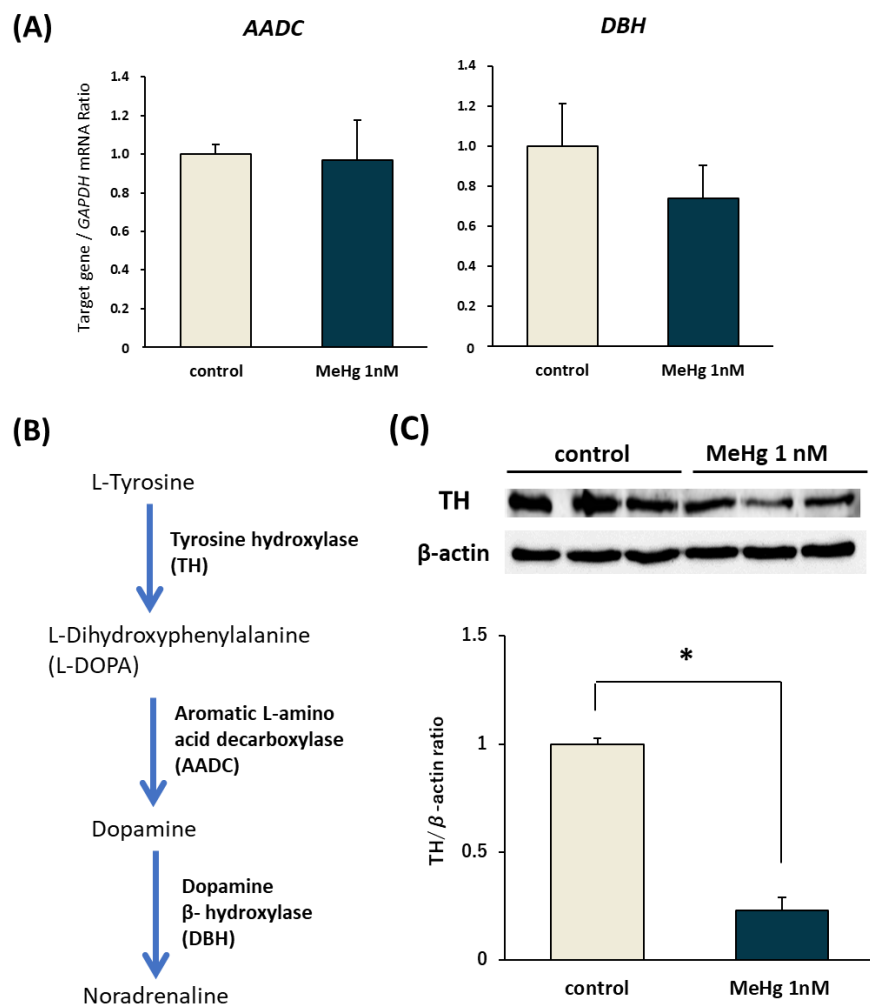 (A)
AADC
DBH
Target gene / GAPDH mRNA Ratio
1.4
1.2
1.0
0.8
0.6
0.4
0.2
0
control
MeHg 1nM
1.4
1.2
1.0
0.8
0.6
0.4
0.2
0
control
MeHg 1nM
(B)
L-Tyrosine
Tyrosine hydroxylase
(TH)
L-Dihydroxyphenylalanine
(L-DOPA)
Aromatic L-amino
acid decarboxylase
(AADC)
Dopamine
Dopamine
β- hydroxylase
(DBH)
Noradrenaline
(C)
control
MeHg 1 nM
TH
β-actin
TH/β-actin ratio
1.5
1
0.5
0
*
control
MeHg 1nM